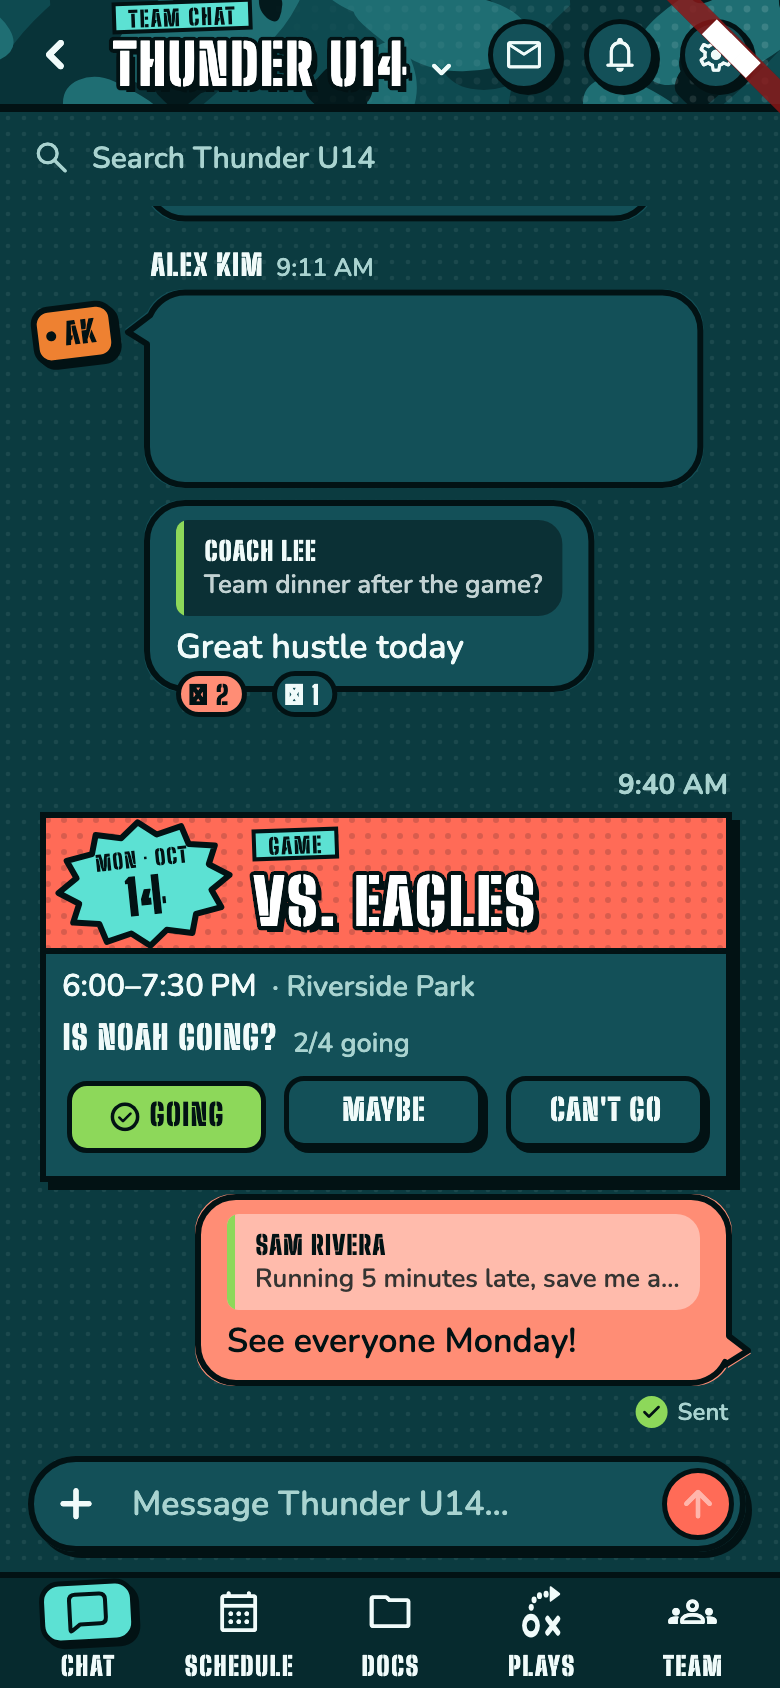 TEAM CHAT
THUNDER U14
Search Thunder U14
ALEX KIM 9:11 AM
AK
COACH LEE
Team dinner after the game?
Great hustle today
2 1
9:40 AM
MON · OCT
14
GAME
VS. EAGLES
6:00–7:30 PM · Riverside Park
IS NOAH GOING? 2/4 going
GOING MAYBE CAN'T GO
SAM RIVERA
Running 5 minutes late, save me a...
See everyone Monday!
Sent
Message Thunder U14...
CHAT SCHEDULE DOCS PLAYS TEAM